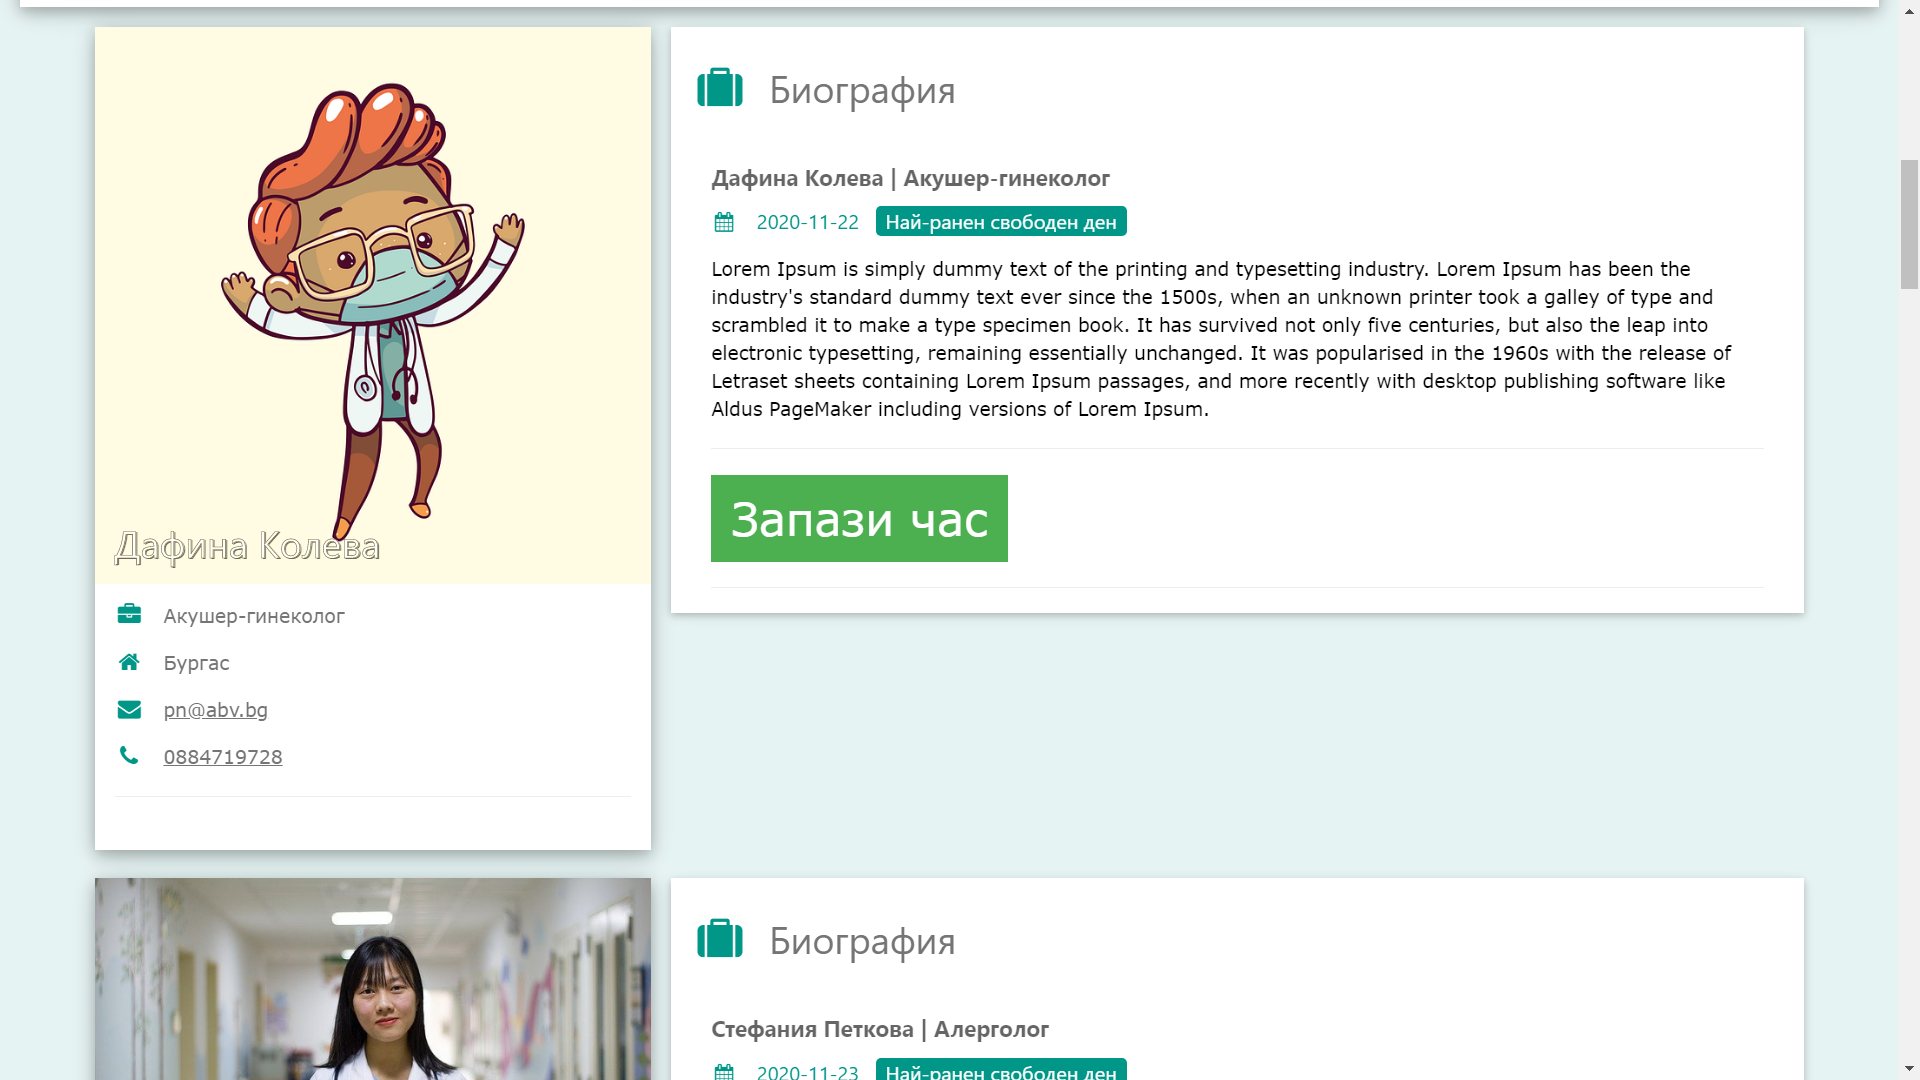 Дафина Колева
Акушер-гинеколог
Бургас
pn@abv.bg
0884719728
Биография
Дафина Колева | Акушер-гинеколог
2020-11-22 Най-ранен свободен ден
Lorem Ipsum is simply dummy text of the printing and typesetting industry. Lorem Ipsum has been the
industry's standard dummy text ever since the 1500s, when an unknown printer took a galley of type and
scrambled it to make a type specimen book. It has survived not only five centuries, but also the leap into
electronic typesetting, remaining essentially unchanged. It was popularised in the 1960s with the release of
Letraset sheets containing Lorem Ipsum passages, and more recently with desktop publishing software like
Aldus PageMaker including versions of Lorem Ipsum.
Запази час
Биография
Стефания Петкова | Алерголог
2020-11-23 Най-ранен свободен ден